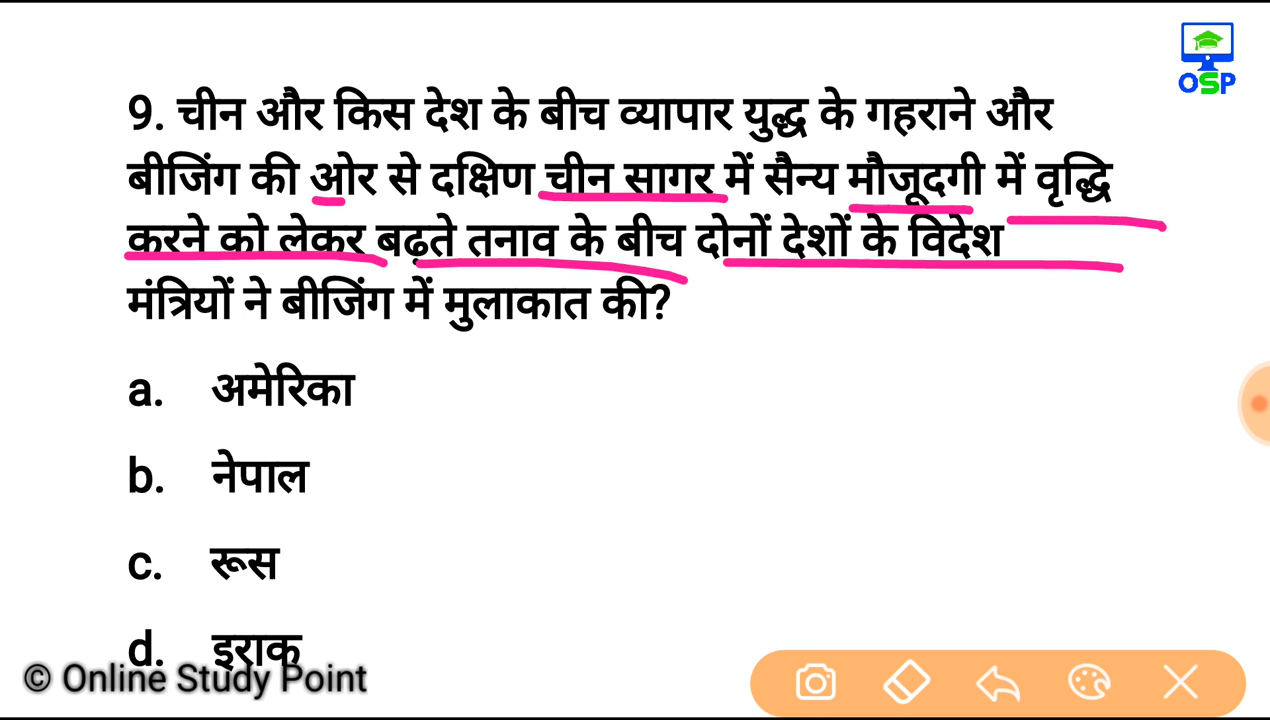 OSP
9. चीन और किस देश के बीच व्यापार युद्ध के गहराने और
बीजिंग की ओर से दक्षिण चीन सागर में सैन्य मौजूदगी में वृद्धि
करने को लेकर बढ़ते तनाव के बीच दोनों देशों के विदेश
मंत्रियों ने बीजिंग में मुलाकात की?
a. अमेरिका
b. नेपाल
c. रूस
d. इराक
© Online Study Point